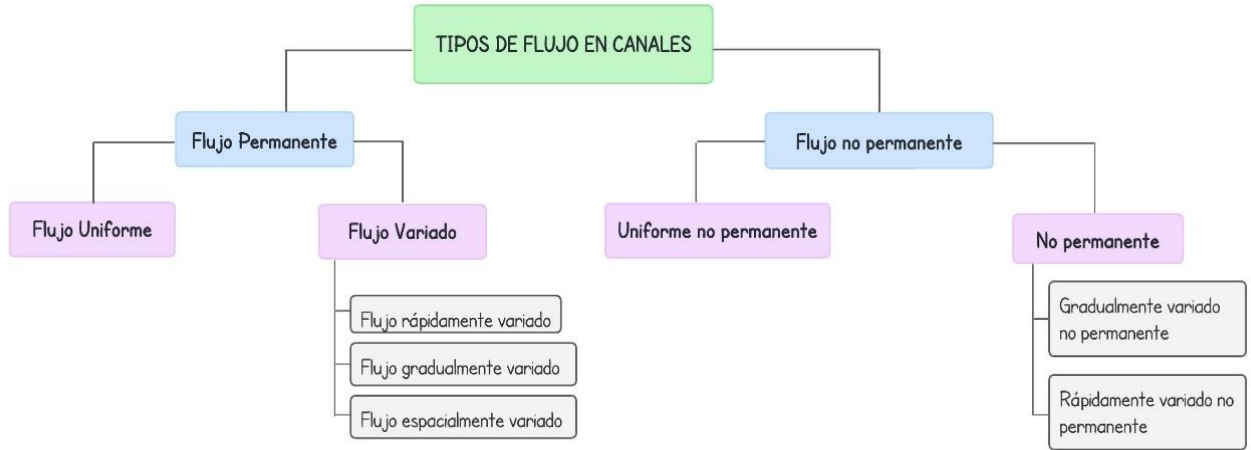 TIPOS DE FLUJO EN CANALES
Flujo Permanente
Flujo no permanente
Flujo Uniforme
Flujo Variado
Uniforme no permanente
No permanente
Flujo rápidamente variado
Flujo gradualmente variado
Flujo espacialmente variado
Gradualmente variado
no permanente
Rápidamente variado no
permanente